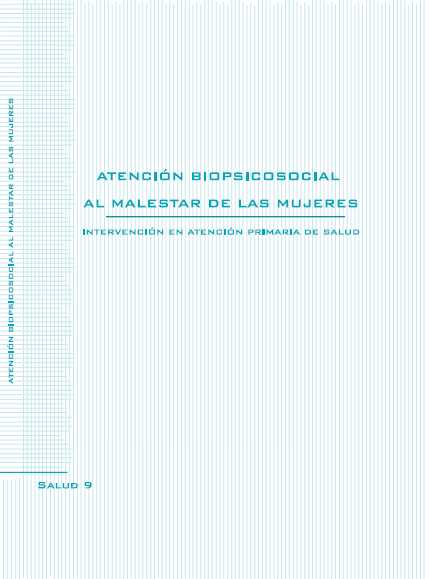 ATENCIÓN BIOPSICOSOCIAL AL MALESTAR DE LAS MUJERES
ATENCIÓN BIOPSICOSOCIAL
AL MALESTAR DE LAS MUJERES
INTERVENCIÓN EN ATENCIÓN PRIMARIA DE SALUD
SALUD 9